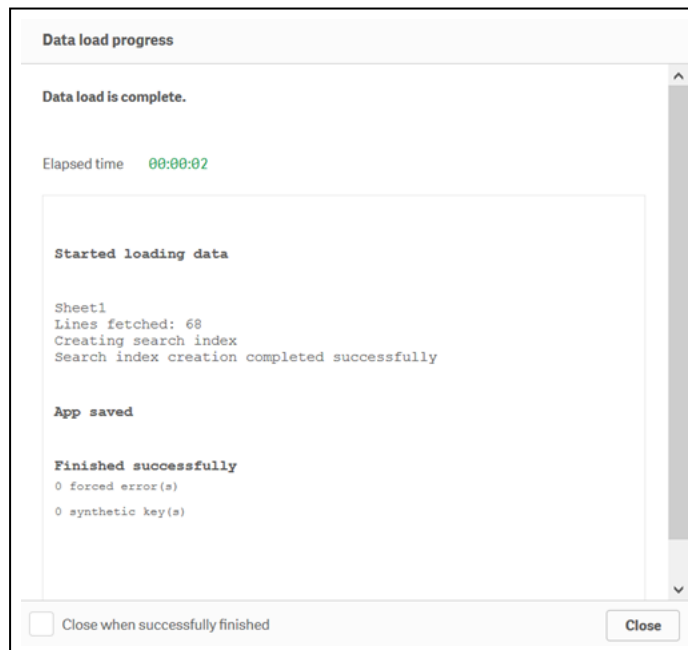 Data load progress
Data load is complete.
Elapsed time 00:00:02
Started loading data
Sheet1
Lines fetched: 68
Creating search index
Search index creation completed successfully
App saved
Finished successfully
0 forced error(s)
0 synthetic key(s)
Close when successfully finished
Close